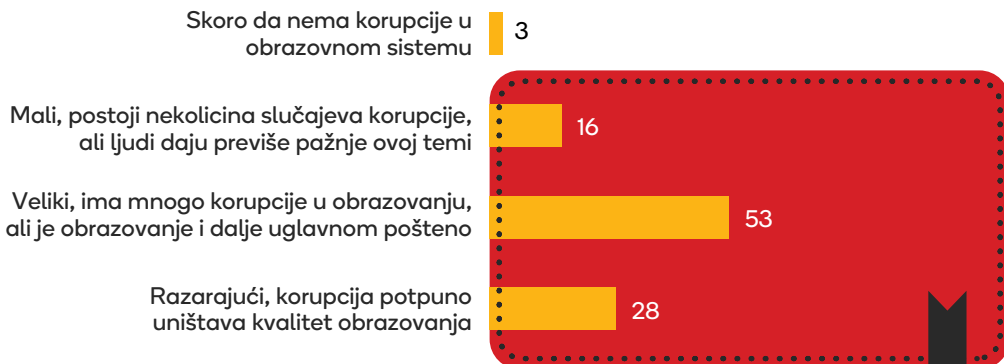 Skoro da nema korupcije u
obrazovnom sistemu
3
Mali, postoji nekolicina slučajeva korupcije,
ali ljudi daju previše pažnje ovoj temi
16
Veliki, ima mnogo korupcije u obrazovanju,
ali je obrazovanje i dalje uglavnom pošteno
53
Razarajući, korupcija potpuno
uništava kvalitet obrazovanja
28